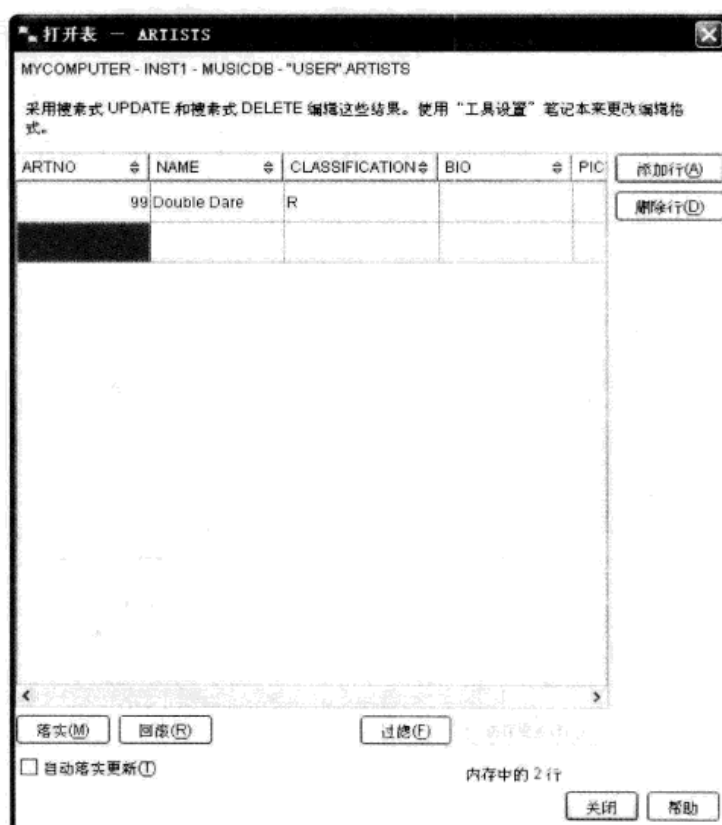 打开表 — ARTISTS
MYCOMPUTER - INST1 - MUSICDB - "USER".ARTISTS
采用搜索式 UPDATE 和搜索式 DELETE 编辑这些结果。使用“工具设置”笔记本来更改编辑格
式。
ARTNO NAME CLASSIFICATION BIO PIC 添加行(A)
99 Double Dare R 删除行(D)
落实(M) 回滚(R) 过滤(F)
自动落实更新(T) 内存中的 2 行
关闭 帮助